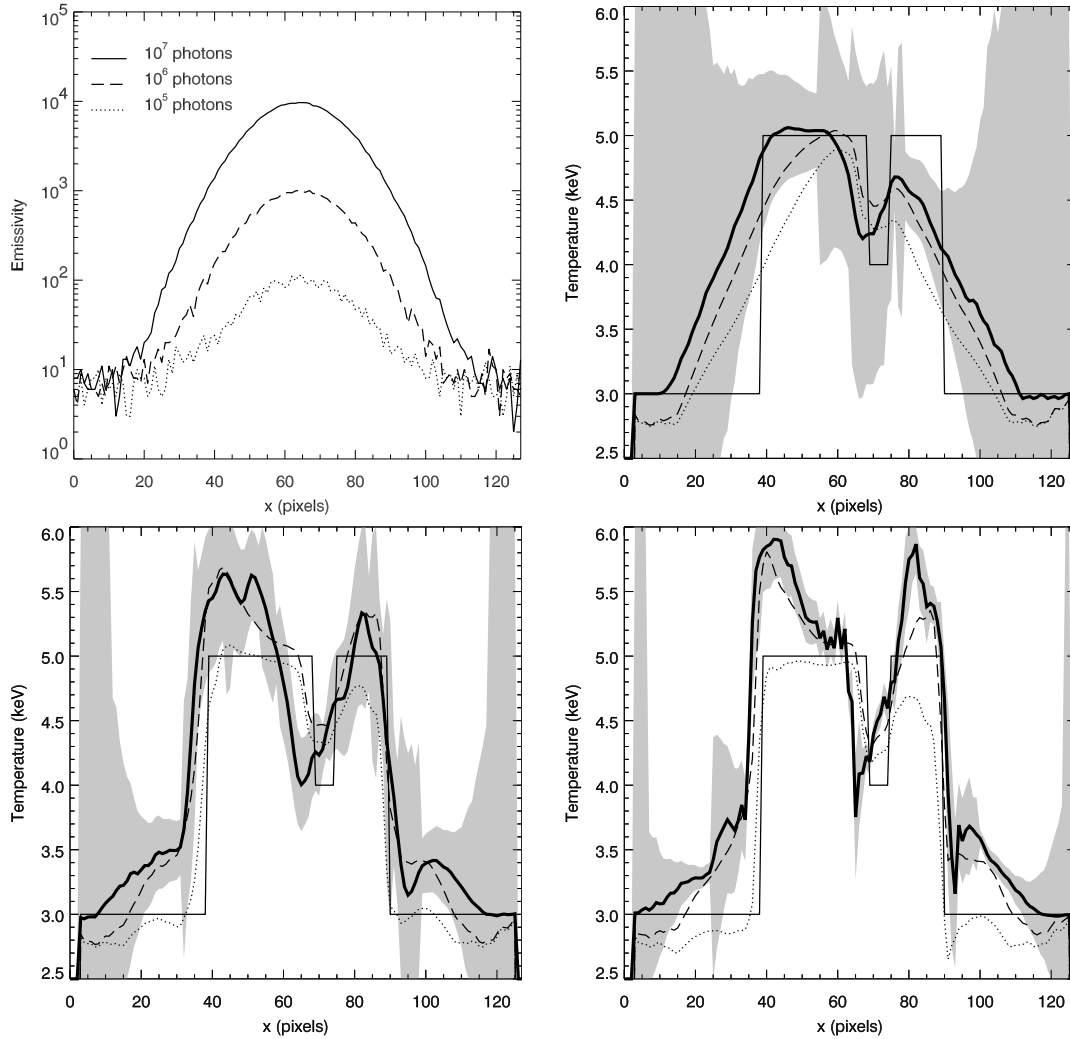 10^5
10^4
10^3
10^2
10^1
10^0
Emissivity
10^7 photons
10^6 photons
10^5 photons
0 20 40 60 80 100 120
x (pixels)
6.0
5.5
5.0
4.5
4.0
3.5
3.0
2.5
Temperature (keV)
0 20 40 60 80 100 120
x (pixels)
6.0
5.5
5.0
4.5
4.0
3.5
3.0
2.5
Temperature (keV)
0 20 40 60 80 100 120
x (pixels)
6.0
5.5
5.0
4.5
4.0
3.5
3.0
2.5
Temperature (keV)
0 20 40 60 80 100 120
x (pixels)